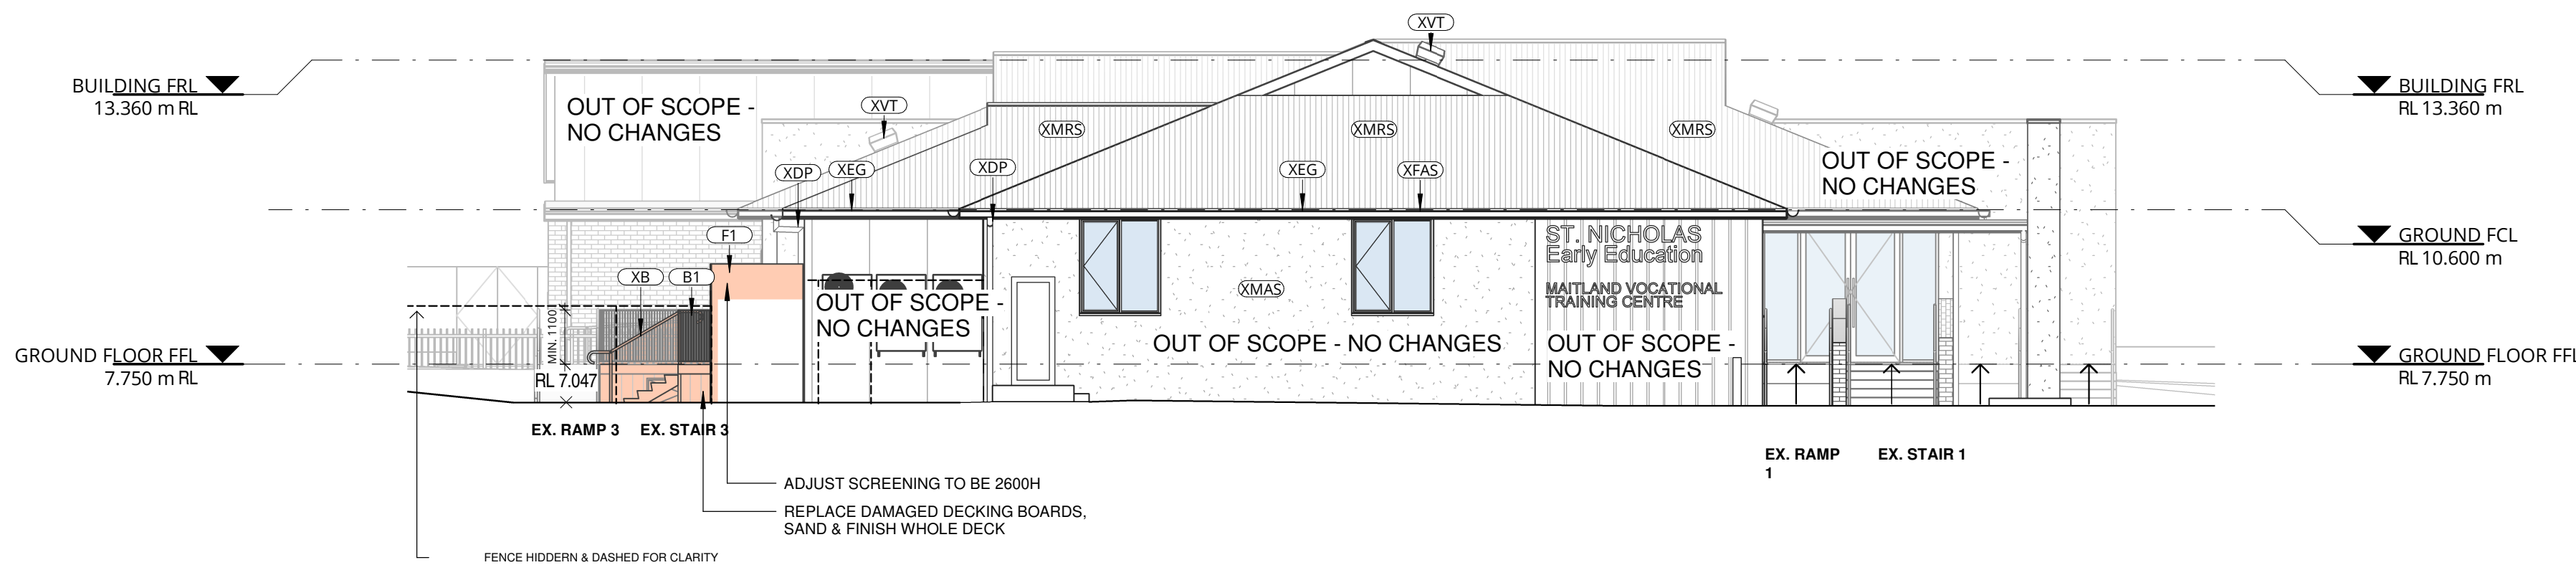 XVT
BUILDING FRL
13.360 m RL
OUT OF SCOPE -
NO CHANGES
XVT
XMRS
XMRS
XMRS
BUILDING FRL
RL 13.360 m
XDP
XEG
XDP
XEG
XFAS
OUT OF SCOPE -
NO CHANGES
F1
XB
B1
ST. NICHOLAS
Early Education
MAITLAND VOCATIONAL
TRAINING CENTRE
GROUND FCL
RL 10.600 m
XMAS
OUT OF SCOPE -
NO CHANGES
OUT OF SCOPE - NO CHANGES
OUT OF SCOPE -
NO CHANGES
MIN. 1100
GROUND FLOOR FFL
7.750 m RL
RL 7.047
GROUND FLOOR FFL
RL 7.750 m
EX. RAMP 3
EX. STAIR 3
EX. RAMP
1
EX. STAIR 1
ADJUST SCREENING TO BE 2600H
REPLACE DAMAGED DECKING BOARDS,
SAND & FINISH WHOLE DECK
FENCE HIDDERN & DASHED FOR CLARITY